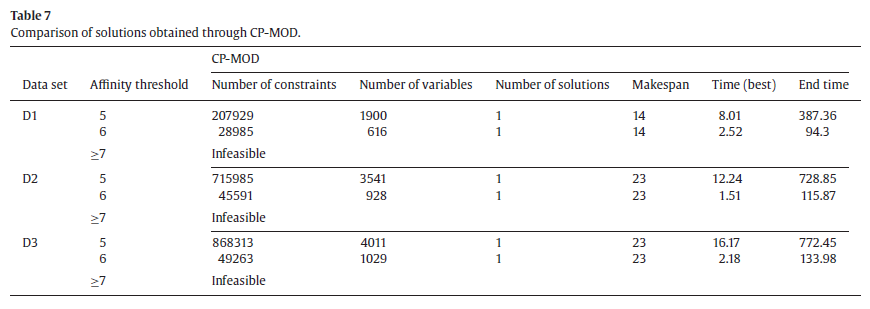 Table 7
Comparison of solutions obtained through CP-MOD.
CP-MOD
Data set Affinity threshold Number of constraints Number of variables Number of solutions Makespan Time (best) End time
D1 5 207929 1900 1 14 8.01 387.36
6 28985 616 1 14 2.52 94.3
≥7 Infeasible
D2 5 715985 3541 1 23 12.24 728.85
6 45591 928 1 23 1.51 115.87
≥7 Infeasible
D3 5 868313 4011 1 23 16.17 772.45
6 49263 1029 1 23 2.18 133.98
≥7 Infeasible